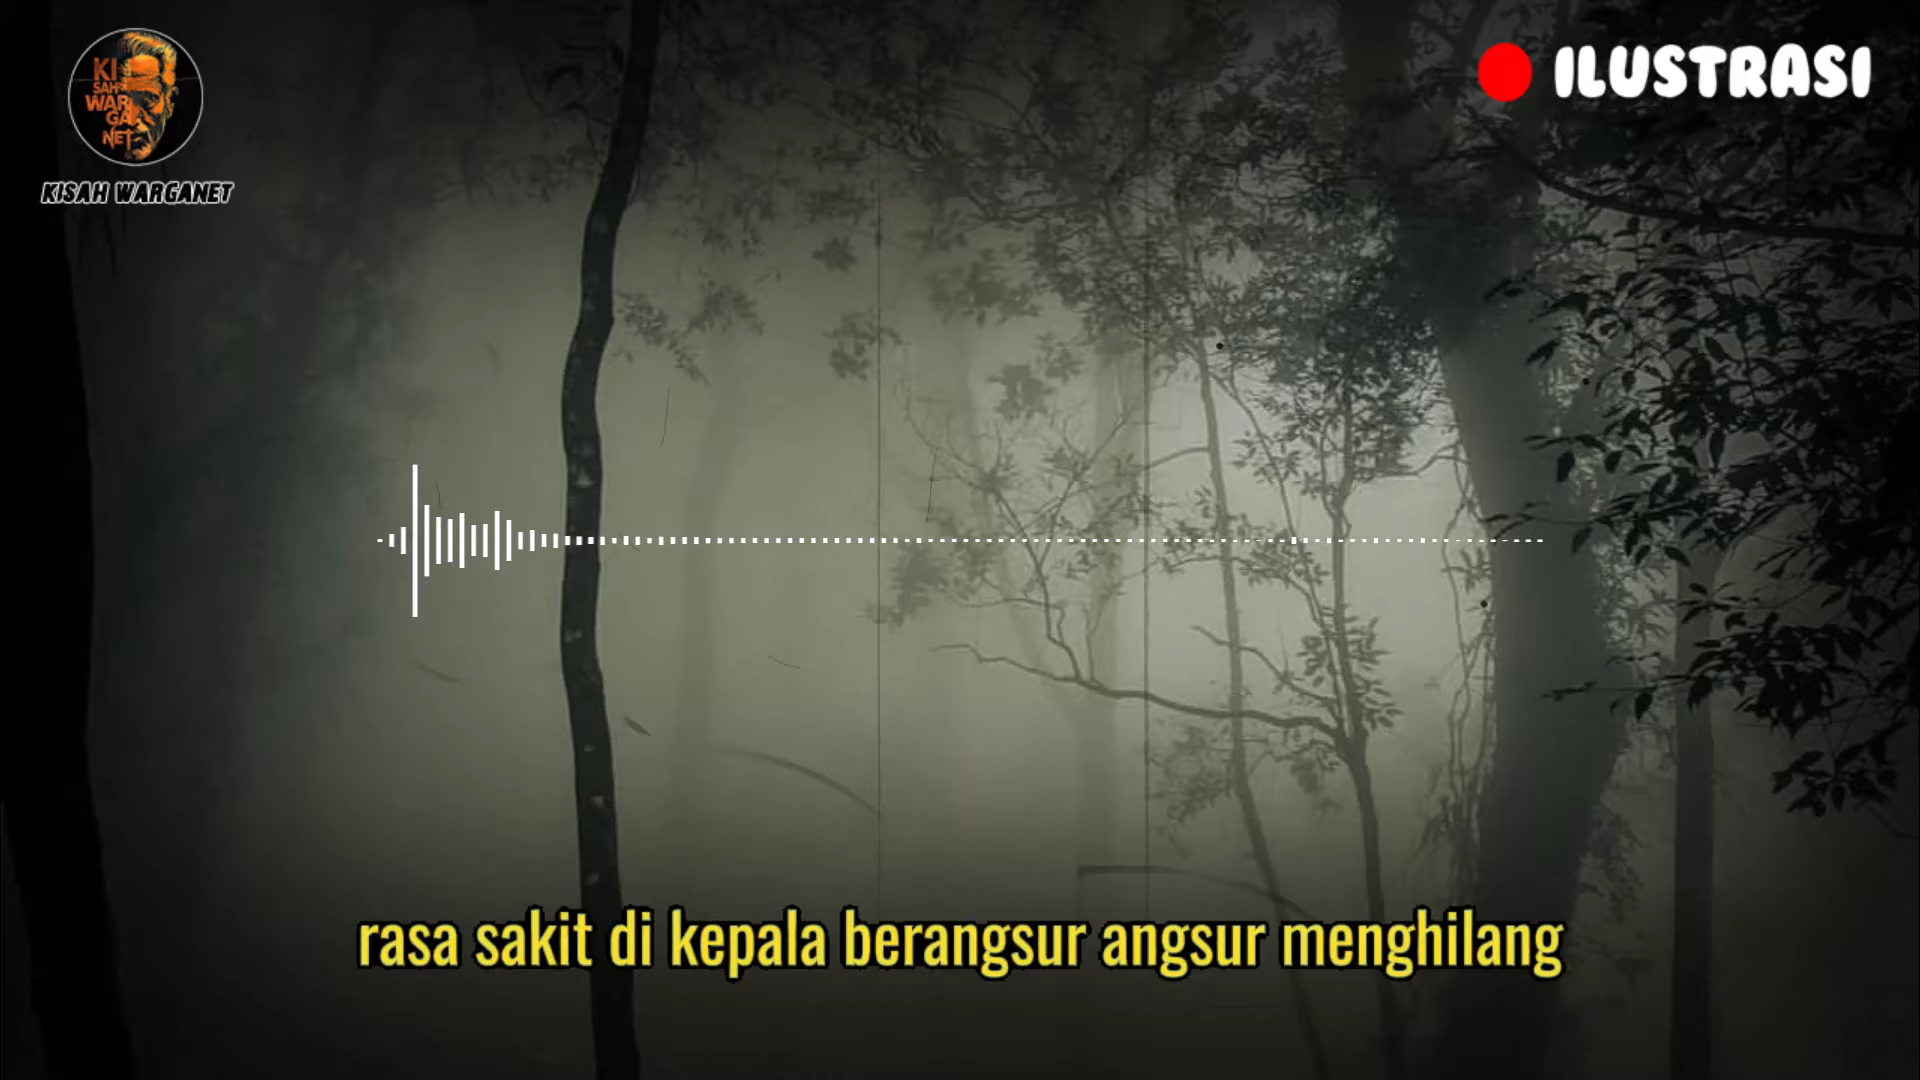 KI
SAH
WAR
GA
NET
KISAH WARGANET
ILUSTRASI
rasa sakit di kepala berangsur angsur menghilang